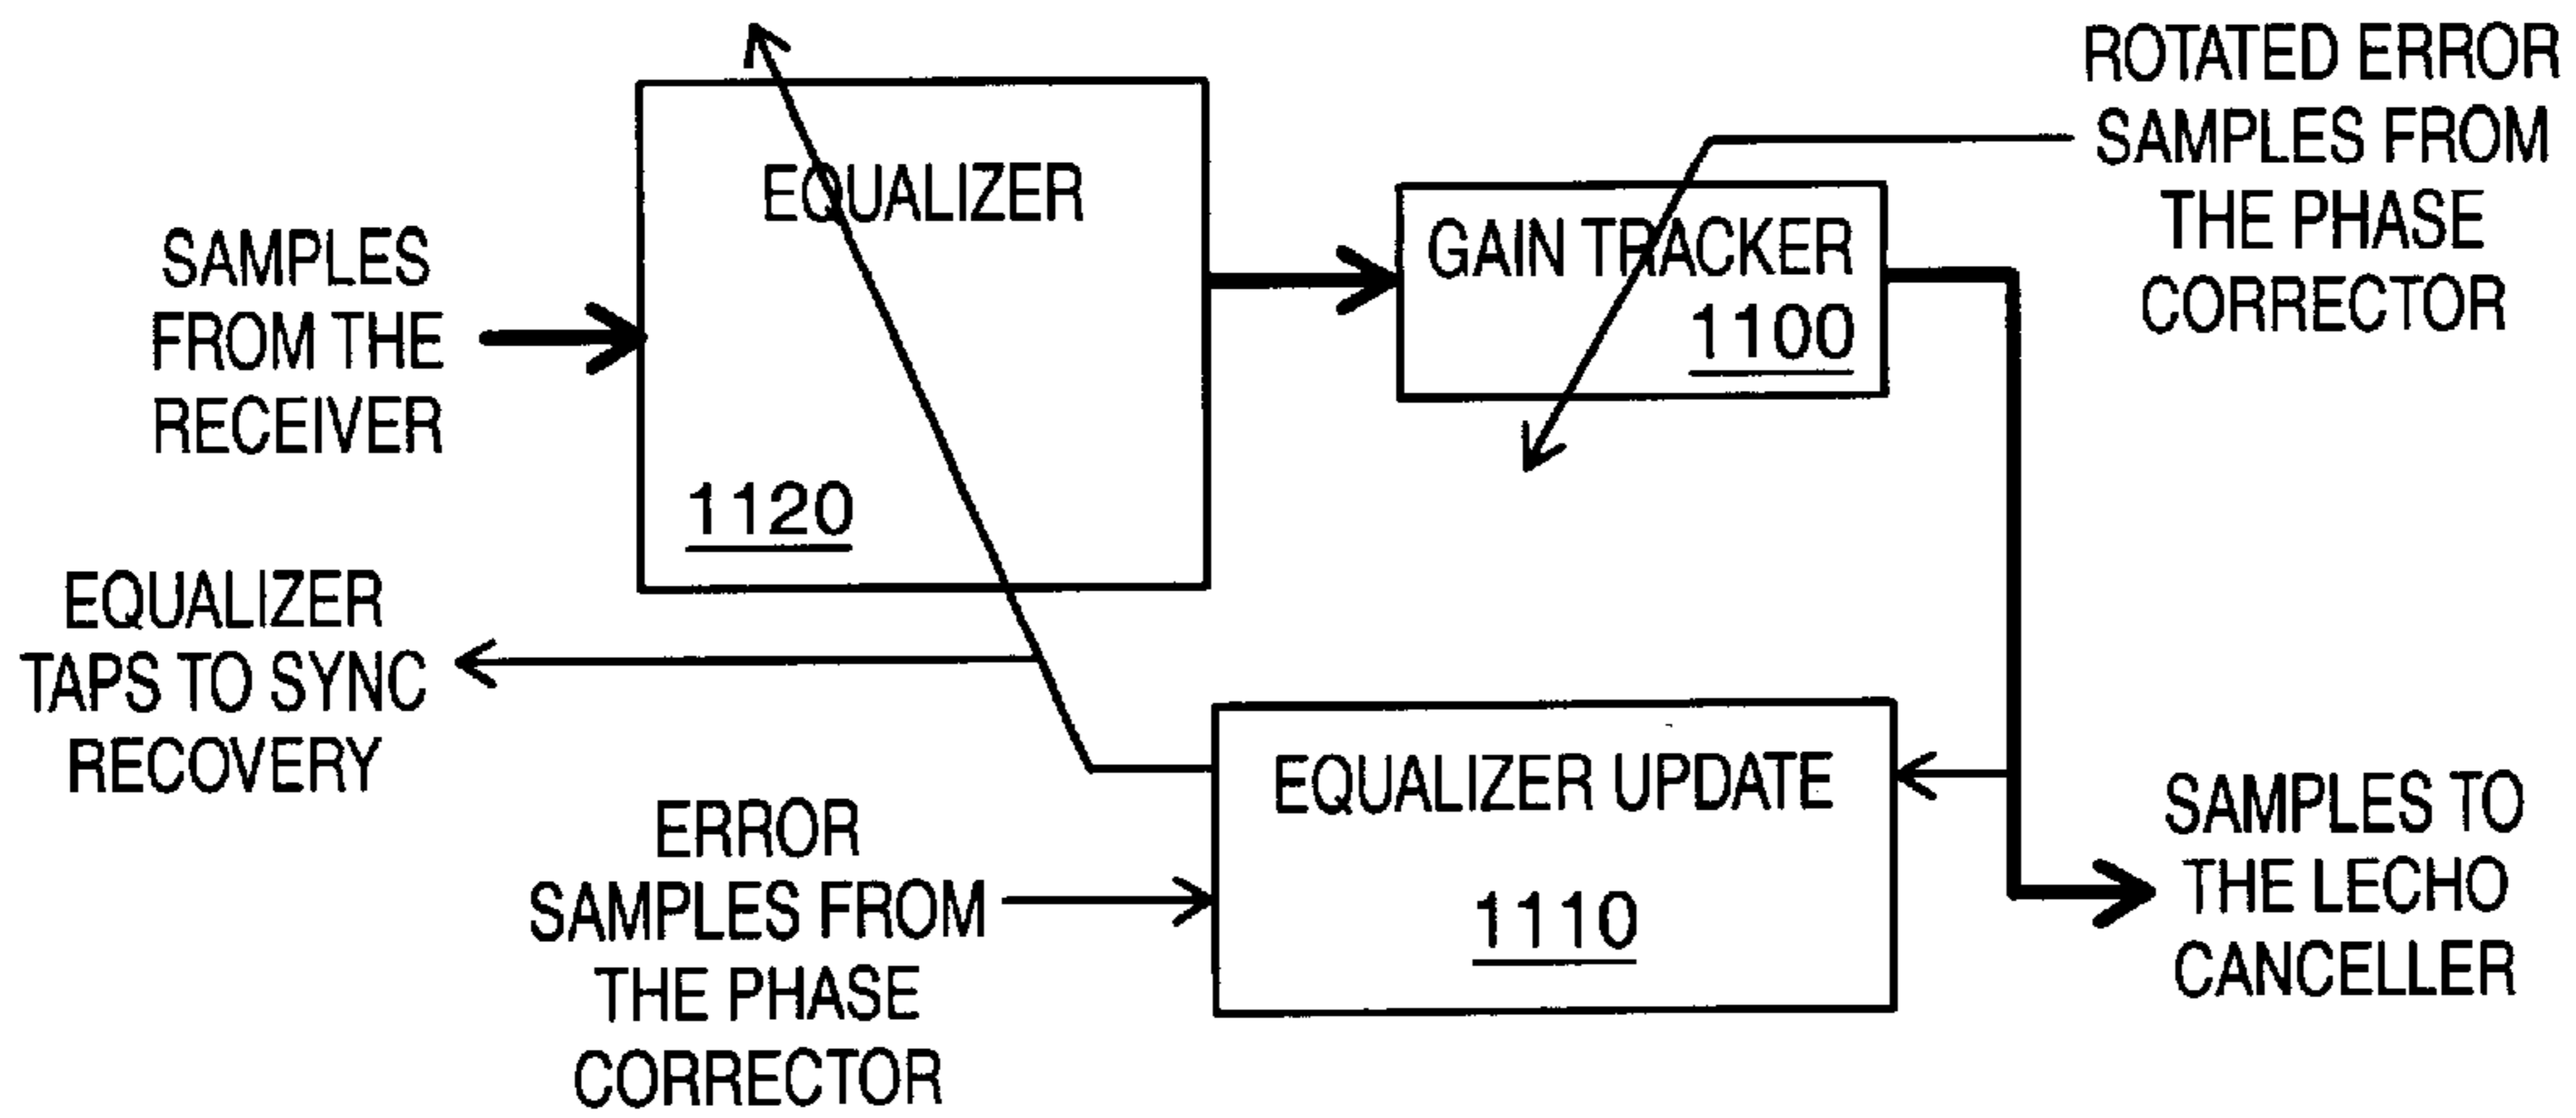 SAMPLES
FROM THE
RECEIVER
EQUALIZER
1120
GAIN TRACKER
1100
ROTATED ERROR
SAMPLES FROM
THE PHASE
CORRECTOR
EQUALIZER
TAPS TO SYNC
RECOVERY
ERROR
SAMPLES FROM
THE PHASE
CORRECTOR
EQUALIZER UPDATE
1110
SAMPLES TO
THE LECHO
CANCELLER